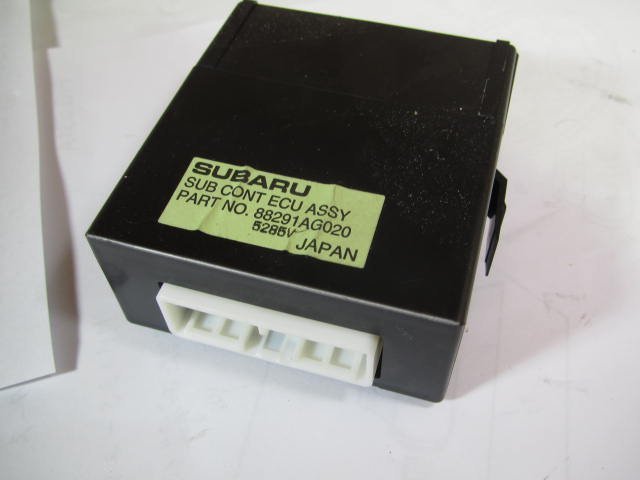 SUBARU
SUB CONT ECU ASSY
PART NO. 88291AG020
5285V
JAPAN